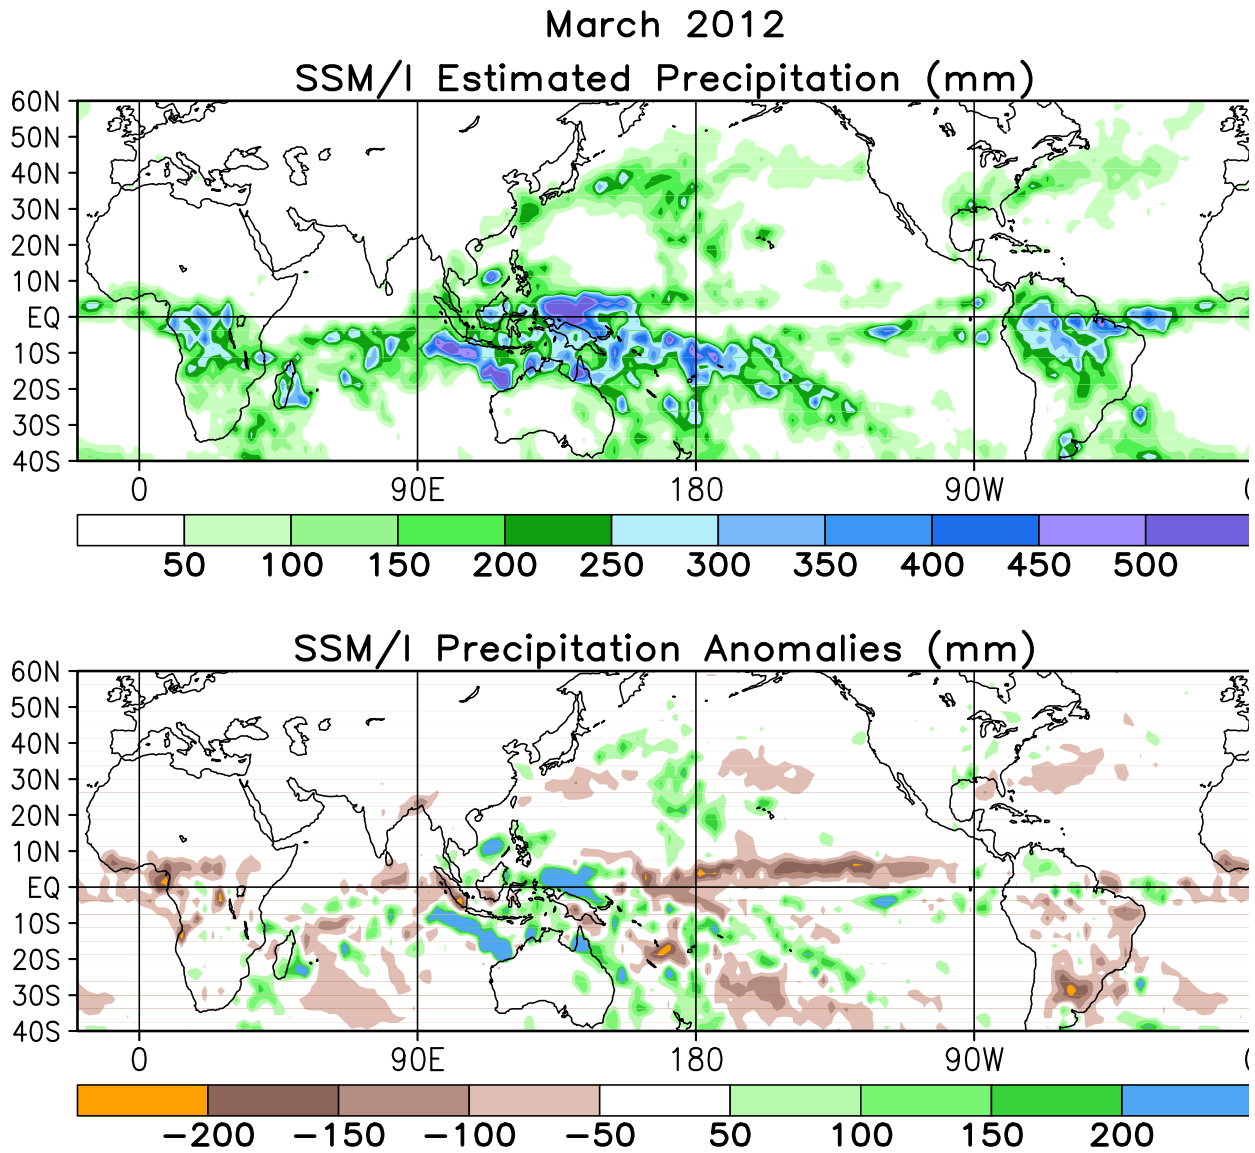 March 2012
SSM/I Estimated Precipitation (mm)
60N
50N
40N
30N
20N
10N
EQ
10S
20S
30S
40S
0 90E 180 90W 0
50 100 150 200 250 300 350 400 450 500
SSM/I Precipitation Anomalies (mm)
60N
50N
40N
30N
20N
10N
EQ
10S
20S
30S
40S
0 90E 180 90W 0
−200 −150 −100 −50 50 100 150 200